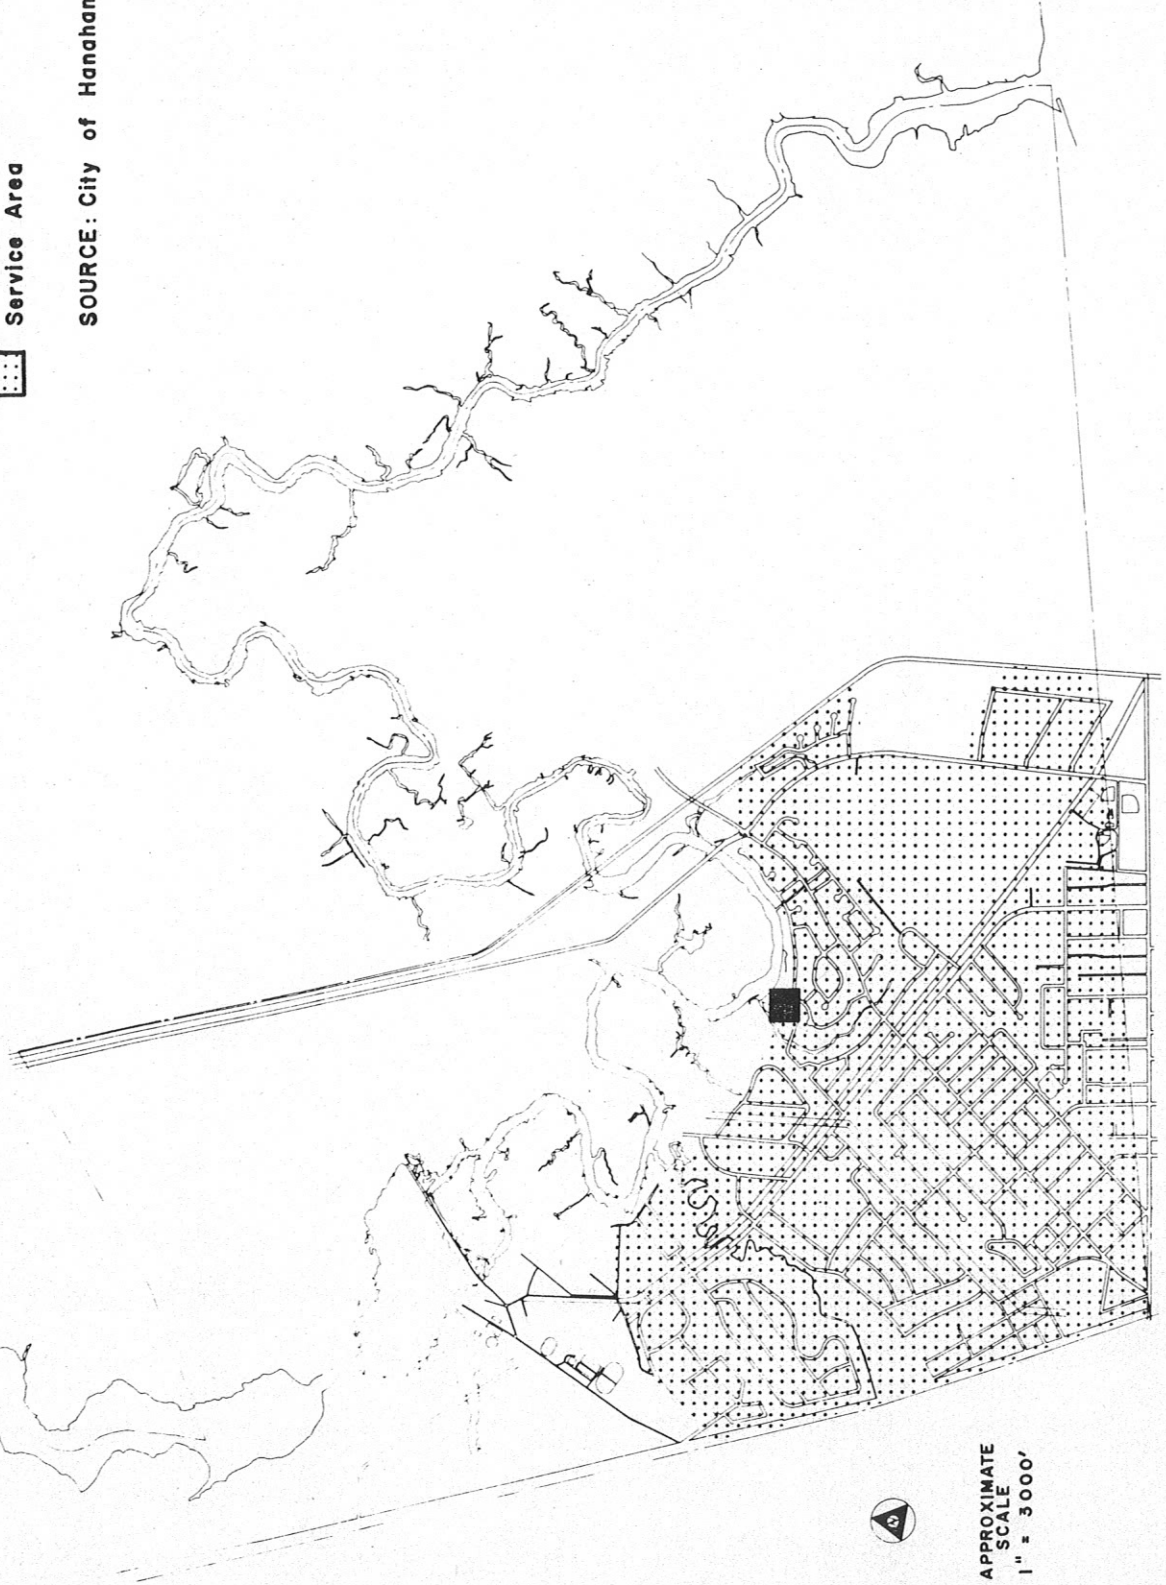 Service Area
SOURCE: City of Hanahan
APPROXIMATE
SCALE
1" = 3000'